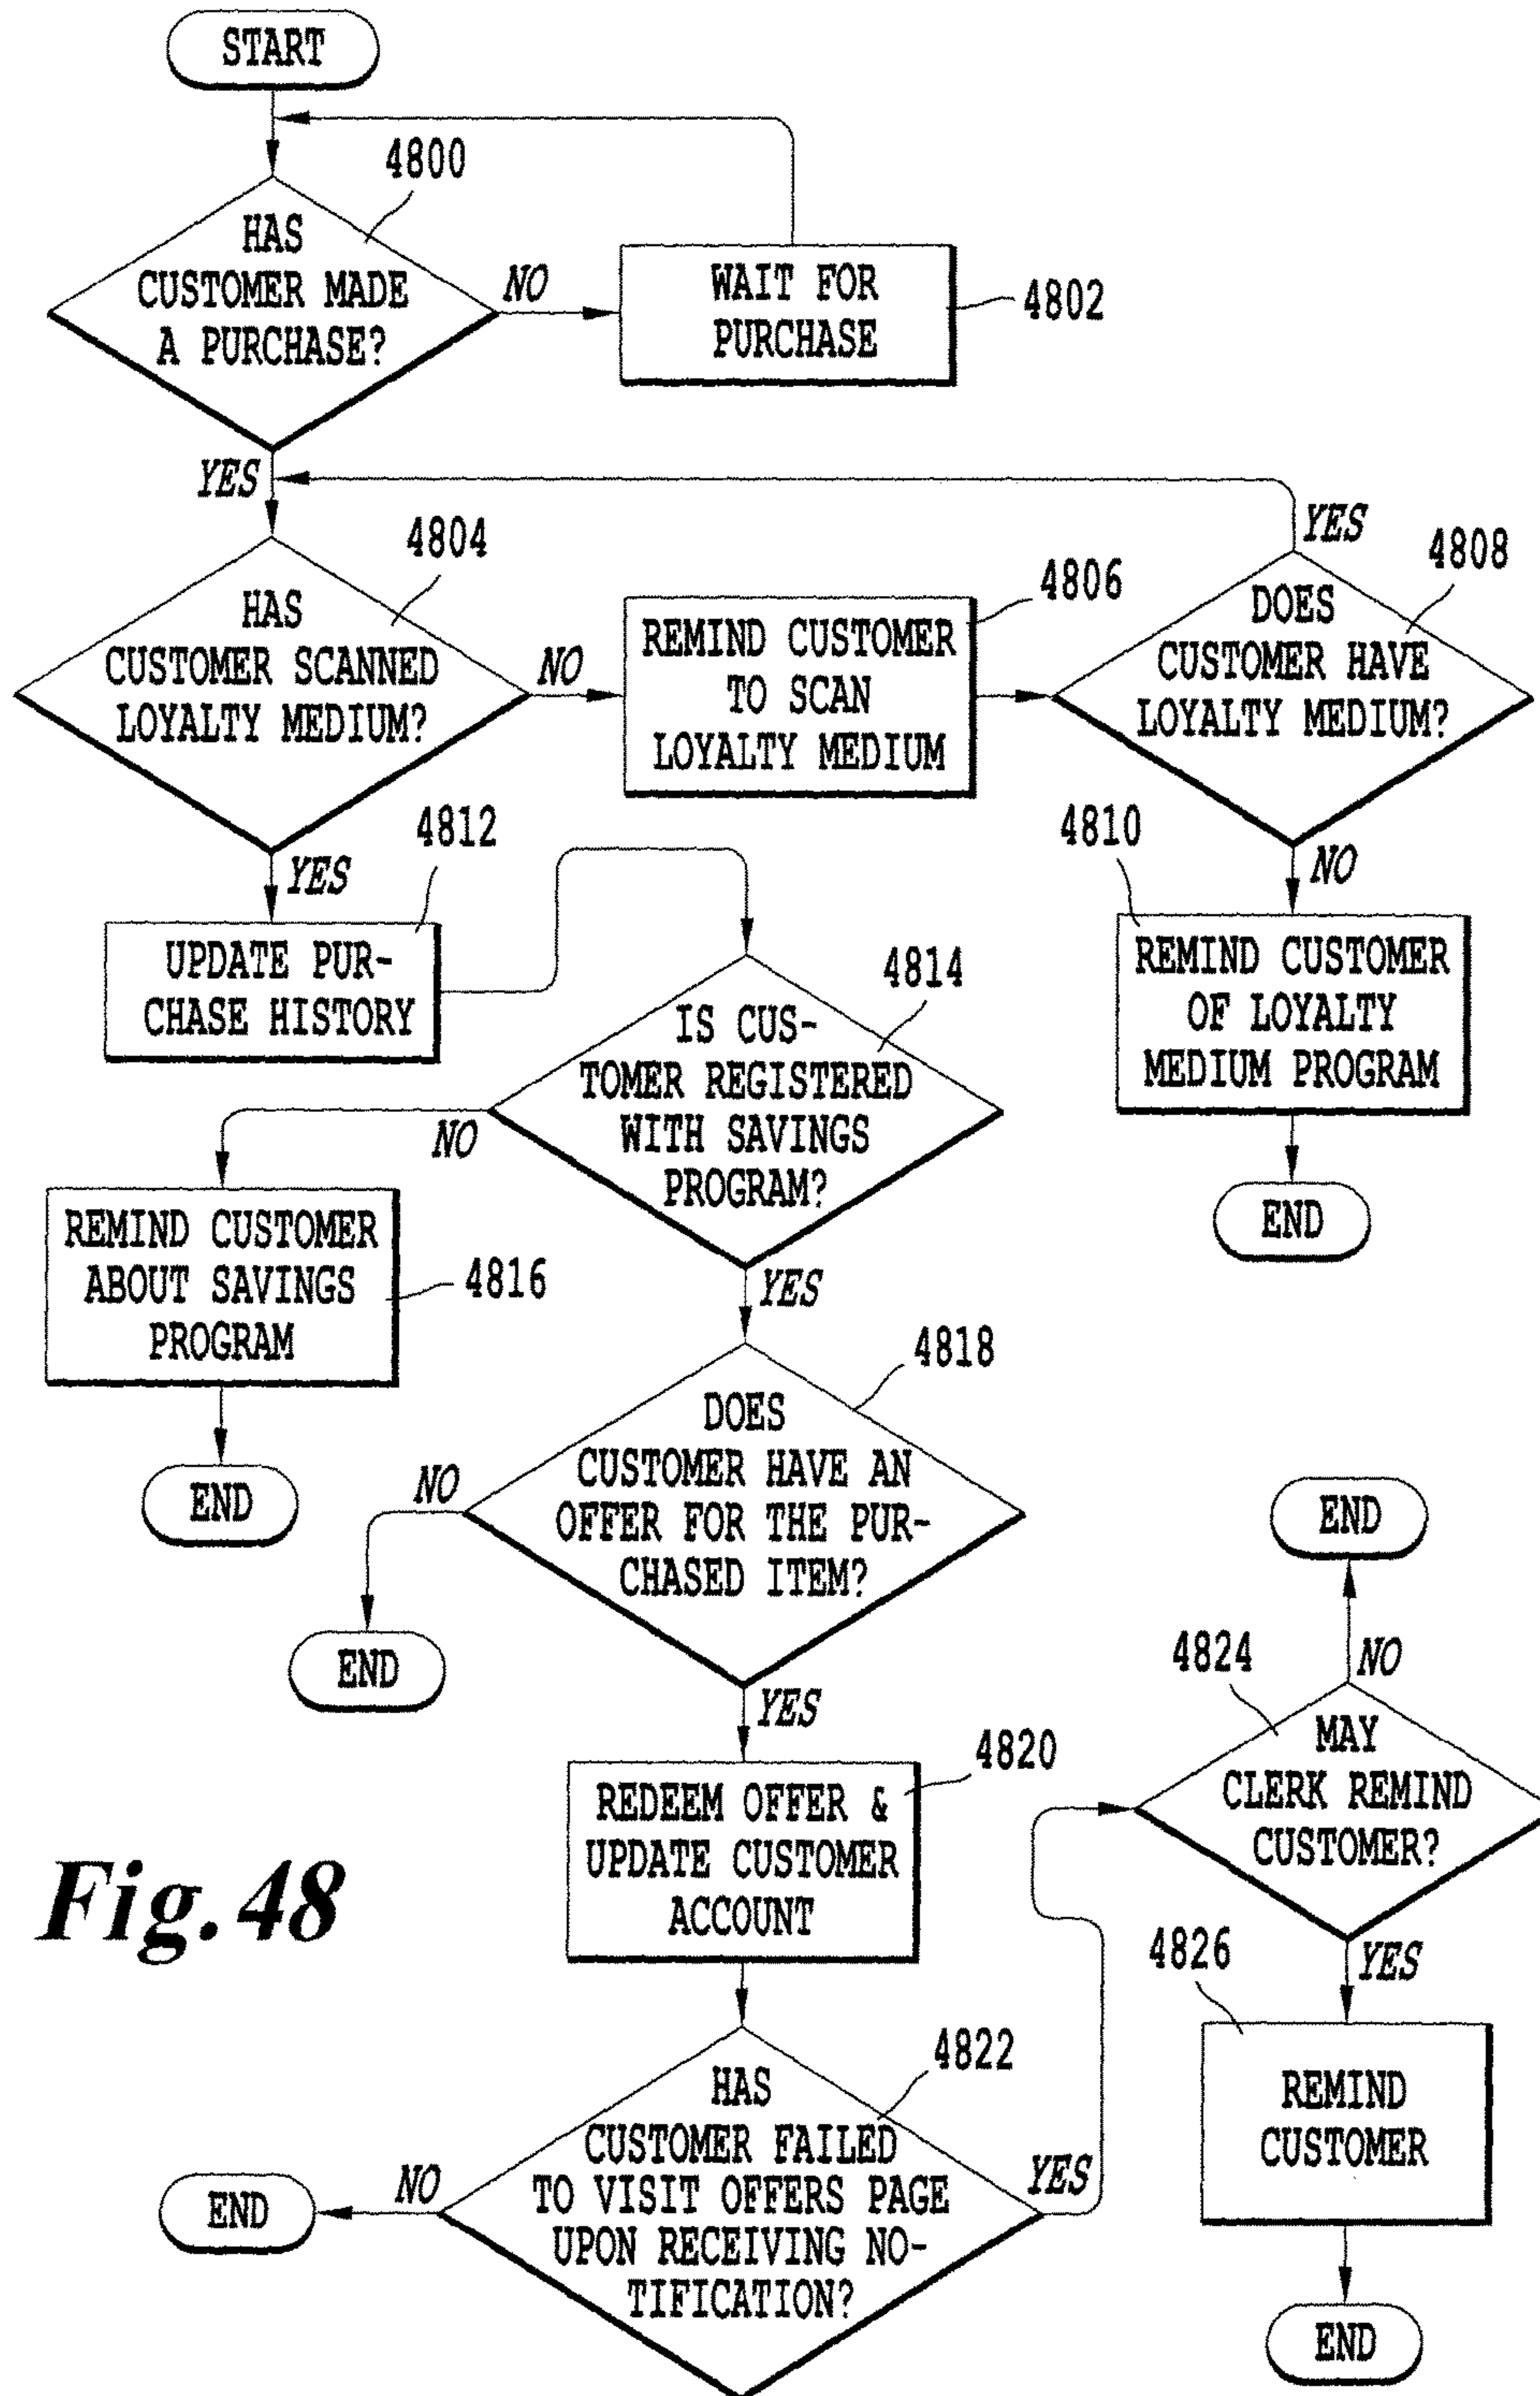 START
4800
HAS
CUSTOMER MADE
A PURCHASE?
NO
WAIT FOR
PURCHASE
4802
YES
4804
HAS
CUSTOMER SCANNED
LOYALTY MEDIUM?
NO
4806
REMIND CUSTOMER
TO SCAN
LOYALTY MEDIUM
YES
4808
DOES
CUSTOMER HAVE
LOYALTY MEDIUM?
4810
NO
REMIND CUSTOMER
OF LOYALTY
MEDIUM PROGRAM
END
YES
4812
UPDATE PUR-
CHASE HISTORY
4814
IS CUS-
TOMER REGISTERED
WITH SAVINGS
PROGRAM?
NO
REMIND CUSTOMER
ABOUT SAVINGS
PROGRAM
4816
END
YES
4818
DOES
CUSTOMER HAVE AN
OFFER FOR THE PUR-
CHASED ITEM?
NO
END
YES
4820
REDEEM OFFER &
UPDATE CUSTOMER
ACCOUNT
4822
HAS
CUSTOMER FAILED
TO VISIT OFFERS PAGE
UPON RECEIVING NO-
TIFICATION?
NO
END
YES
END
4824
NO
MAY
CLERK REMIND
CUSTOMER?
4826
YES
REMIND
CUSTOMER
END
Fig. 48